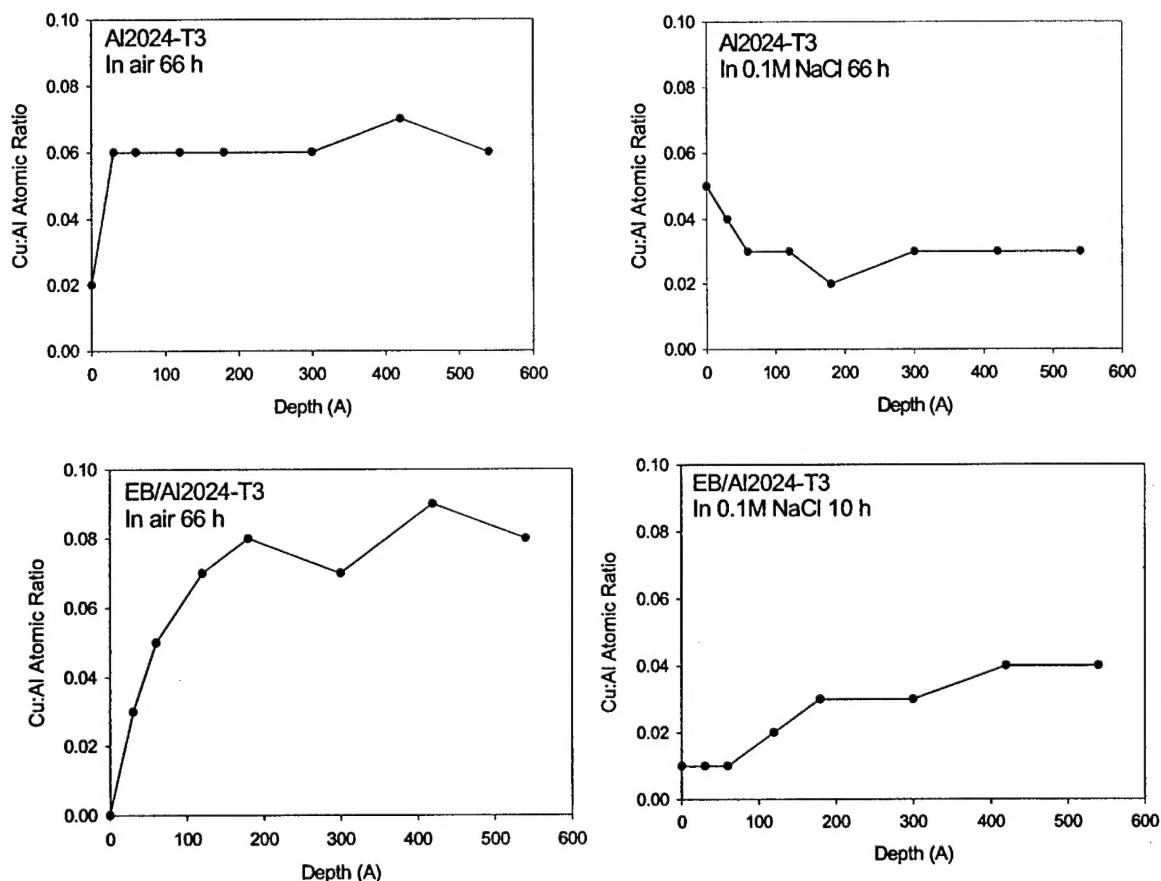 Al2024-T3
In air 66 h
Cu:Al Atomic Ratio
0.10
0.08
0.06
0.04
0.02
0.00
0 100 200 300 400 500 600
Depth (A)
Al2024-T3
In 0.1M NaCl 66 h
Cu:Al Atomic Ratio
0.10
0.08
0.06
0.04
0.02
0.00
0 100 200 300 400 500 600
Depth (A)
EB/Al2024-T3
In air 66 h
Cu:Al Atomic Ratio
0.10
0.08
0.06
0.04
0.02
0.00
0 100 200 300 400 500 600
Depth (A)
EB/Al2024-T3
In 0.1M NaCl 10 h
Cu:Al Atomic Ratio
0.10
0.08
0.06
0.04
0.02
0.00
0 100 200 300 400 500 600
Depth (A)